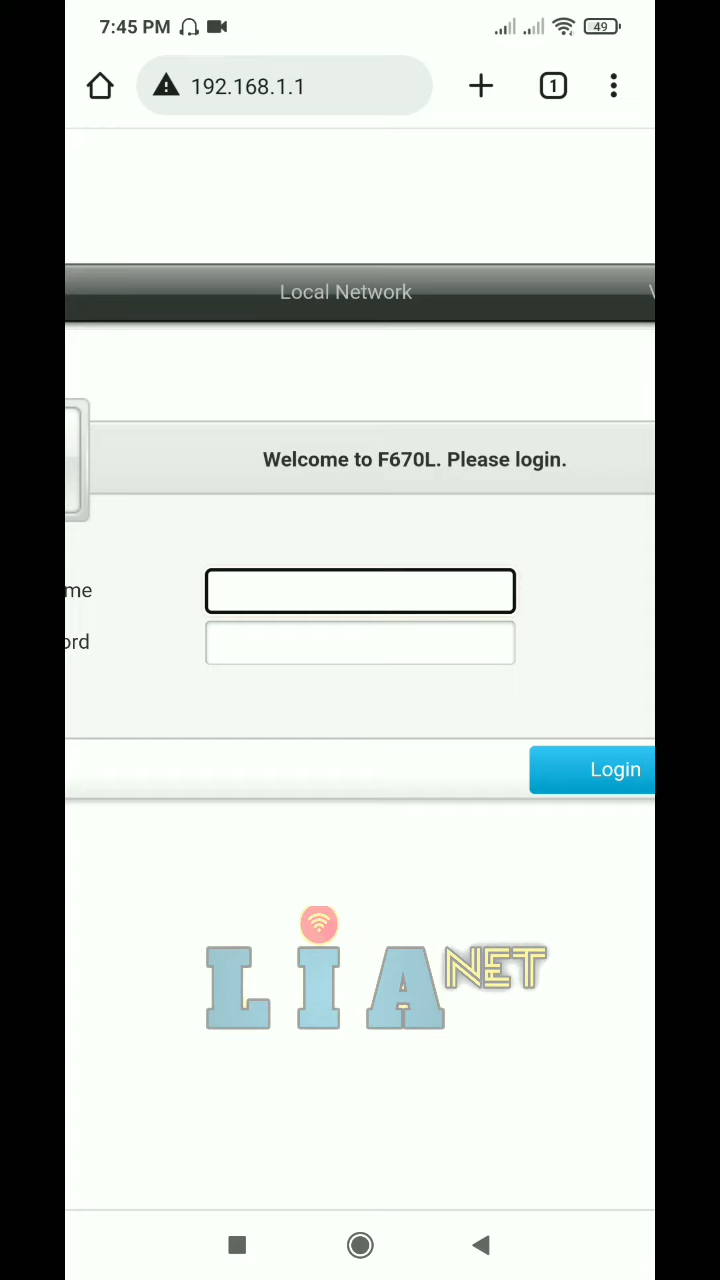 7:45 PM
49
192.168.1.1
1
Local Network
Welcome to F670L. Please login.
me
ord
Login
LIA NET